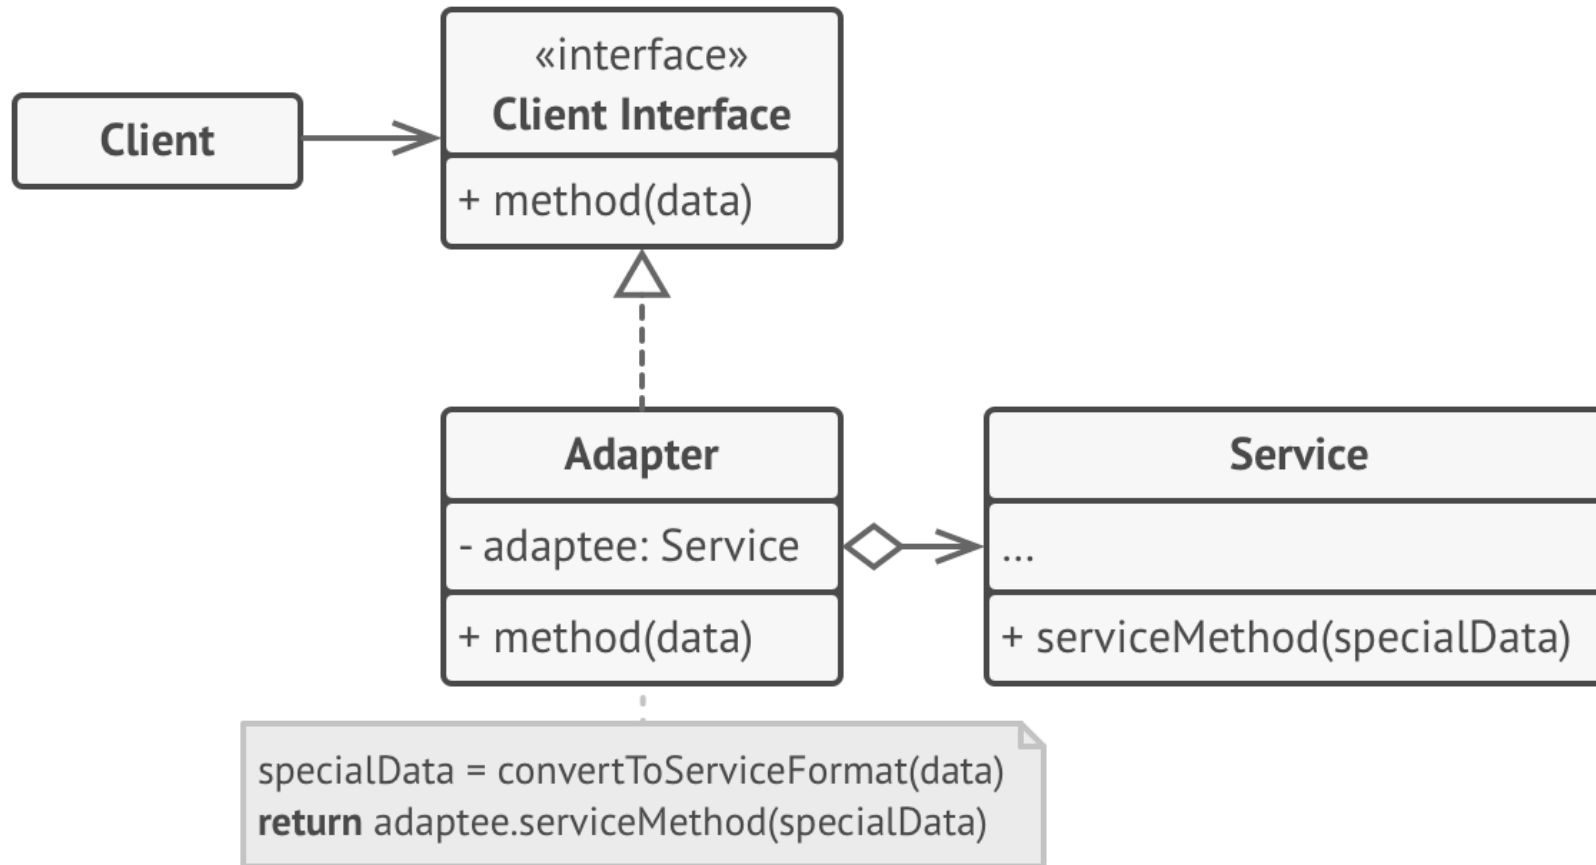 «interface»
Client Interface
Client
+ method(data)
Adapter
- adaptee: Service
+ method(data)
Service
...
+ serviceMethod(specialData)
specialData = convertToServiceFormat(data)
return adaptee.serviceMethod(specialData)